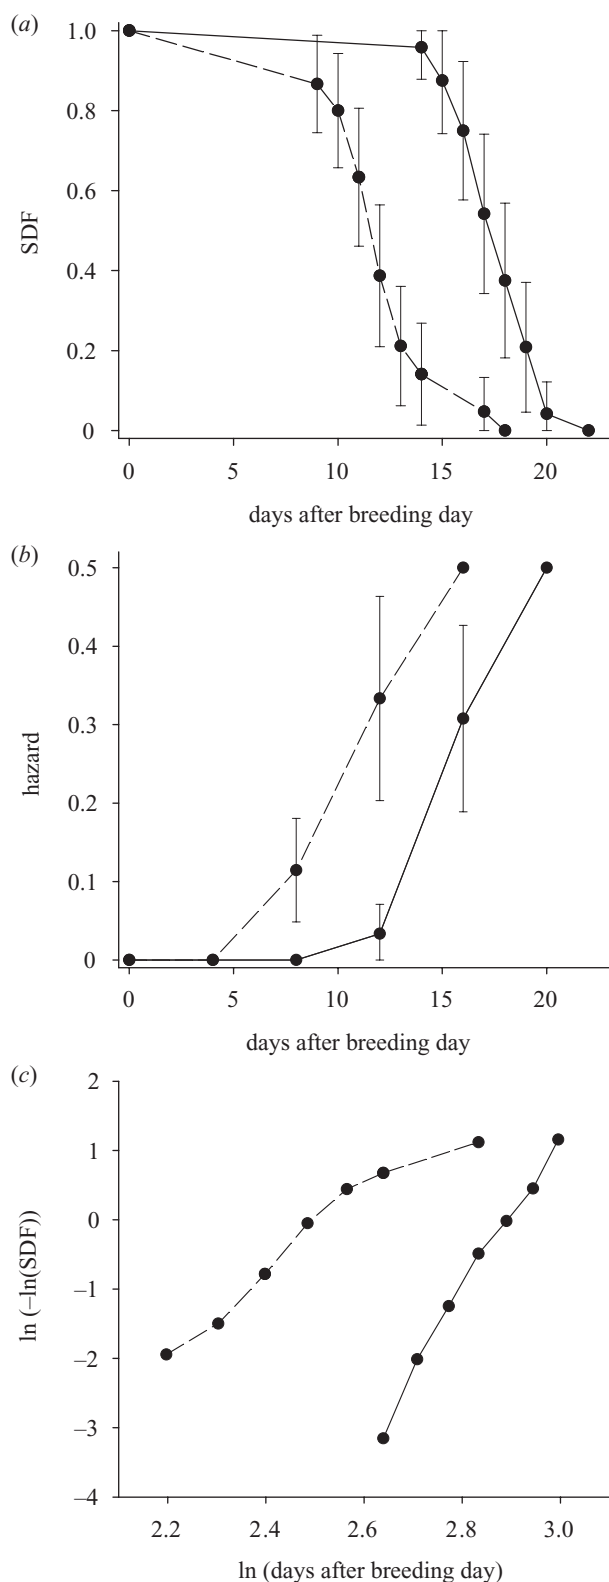 (a)
1.0
0.8
0.6
0.4
0.2
0
SDF
0 5 10 15 20
days after breeding day
(b)
0.5
0.4
0.3
0.2
0.1
0
hazard
0 5 10 15 20
days after breeding day
(c)
2
1
0
–1
–2
–3
–4
ln (–ln(SDF))
2.2 2.4 2.6 2.8 3.0
ln (days after breeding day)